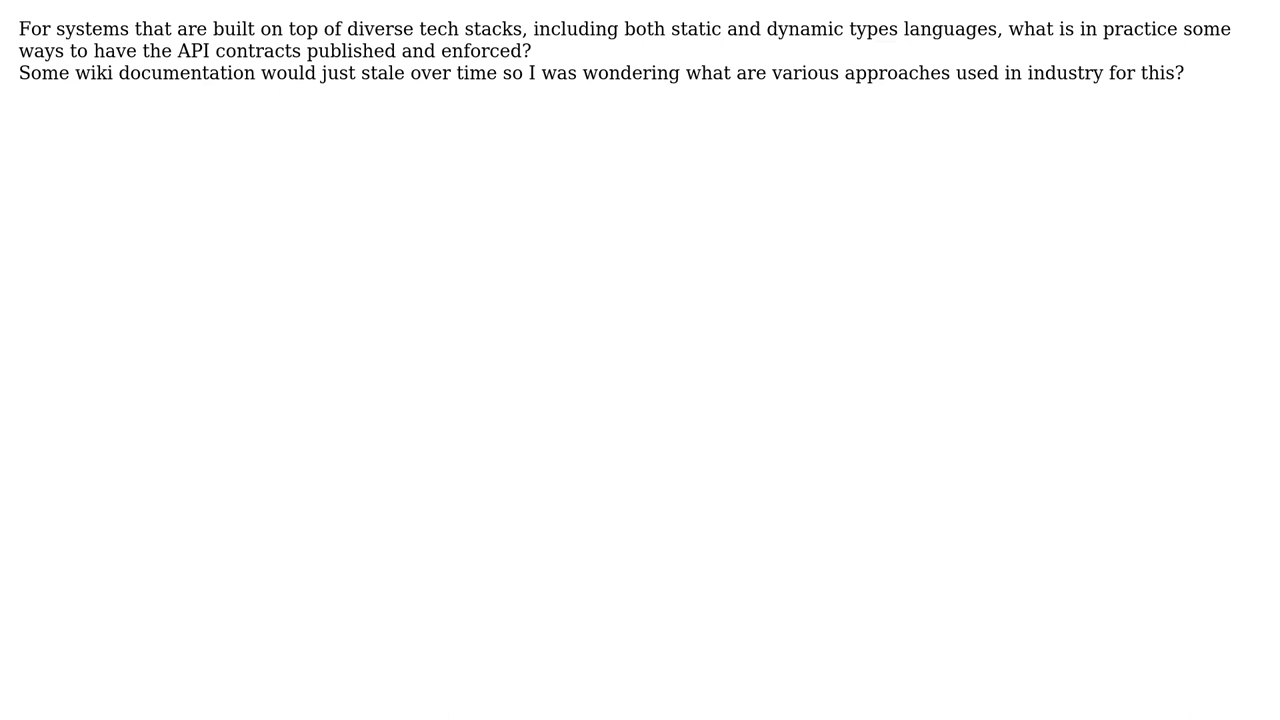 For systems that are built on top of diverse tech stacks, including both static and dynamic types languages, what is in practice some
ways to have the API contracts published and enforced?
Some wiki documentation would just stale over time so I was wondering what are various approaches used in industry for this?